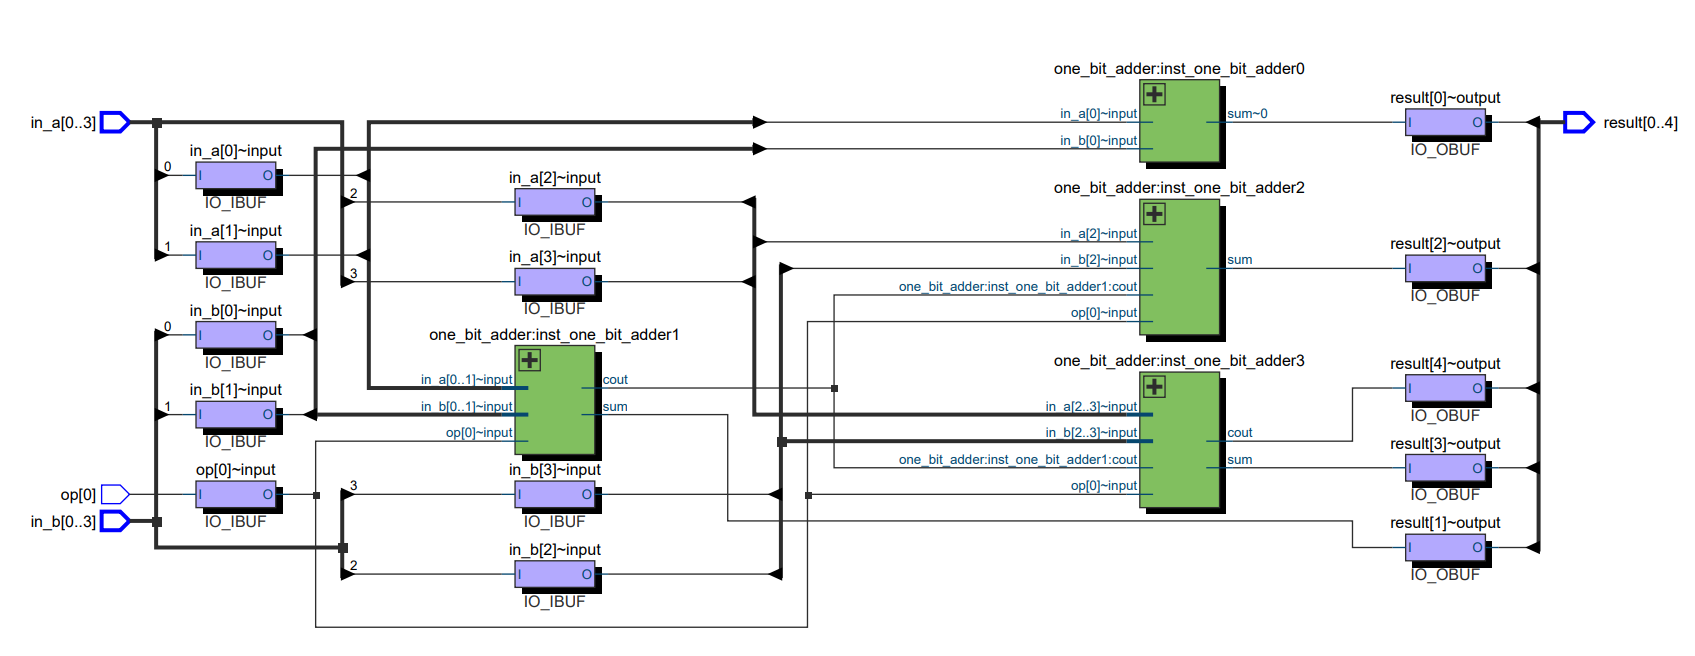 in_a[0..3]
in_a[0]~input
0
I
O
IO_IBUF
in_a[1]~input
1
I
O
IO_IBUF
in_b[0]~input
0
I
O
IO_IBUF
in_b[1]~input
1
I
O
IO_IBUF
op[0]~input
op[0]
I
O
IO_IBUF
in_b[0..3]
in_a[2]~input
2
I
O
IO_IBUF
in_a[3]~input
3
I
O
IO_IBUF
one_bit_adder:inst_one_bit_adder1
in_a[0..1]~input
cout
in_b[0..1]~input
sum
op[0]~input
in_b[3]~input
3
I
O
IO_IBUF
in_b[2]~input
2
I
O
IO_IBUF
one_bit_adder:inst_one_bit_adder0
in_a[0]~input
sum~0
in_b[0]~input
one_bit_adder:inst_one_bit_adder2
in_a[2]~input
in_b[2]~input
sum
one_bit_adder:inst_one_bit_adder1:cout
op[0]~input
one_bit_adder:inst_one_bit_adder3
in_a[2..3]~input
in_b[2..3]~input
cout
one_bit_adder:inst_one_bit_adder1:cout
sum
op[0]~input
result[0]~output
I
O
IO_OBUF
result[0..4]
result[2]~output
I
O
IO_OBUF
result[4]~output
I
O
IO_OBUF
result[3]~output
I
O
IO_OBUF
result[1]~output
I
O
IO_OBUF